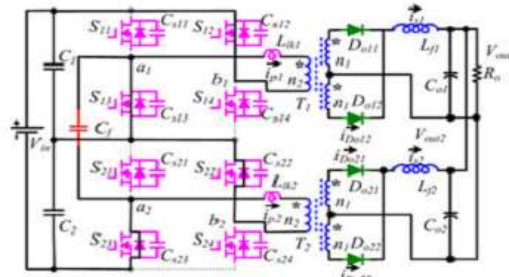 S11 Cs11 S12 Cs12 Do11 is1 Lf1
C1 Llk1 n1 Vout
a1 ip1 n2 Co1 Ro
b1 T1
S13 Cs13 S14 Cs14 n1 Do12
Cf iDo12
Vin iDo21 Vout2
S21 Cs21 S22 Cs22 Do21 is2 Lf2
Llk2 n1
a2 ip2 n2 Co2
C2 b2 T2
S23 Cs23 S24 Cs24 n1 Do22